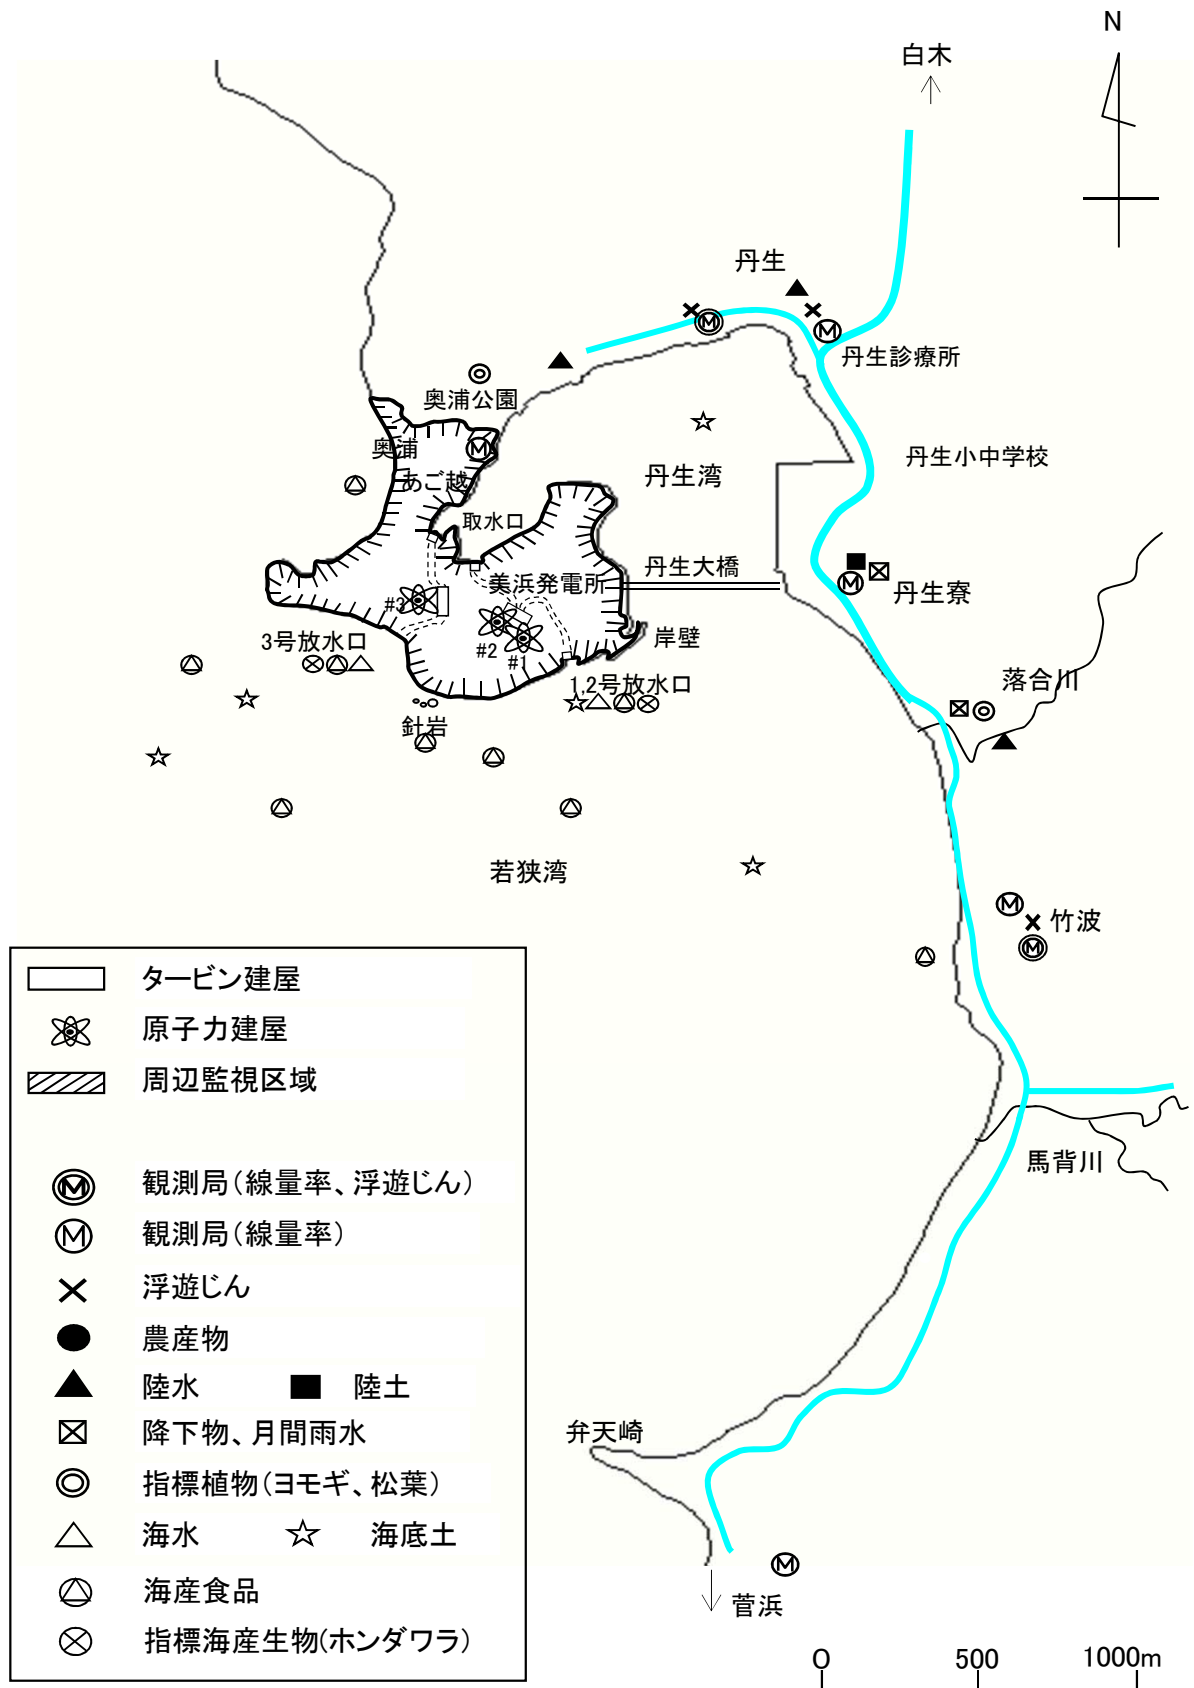 N
白木
丹生
丹生診療所
奥浦公園
奥浦
あご越
丹生湾
丹生小中学校
取水口
美浜発電所
丹生大橋
丹生寮
#3
#2
#1
3号放水口
岸壁
1,2号放水口
落合川
針岩
若狭湾
竹波
タービン建屋
原子力建屋
周辺監視区域
馬背川
M 観測局(線量率、浮遊じん)
M 観測局(線量率)
浮遊じん
農産物
陸水 陸土
降下物、月間雨水
指標植物(ヨモギ、松葉)
海水 海底土
海産食品
指標海産生物(ホンダワラ)
弁天崎
菅浜
O 500 1000m